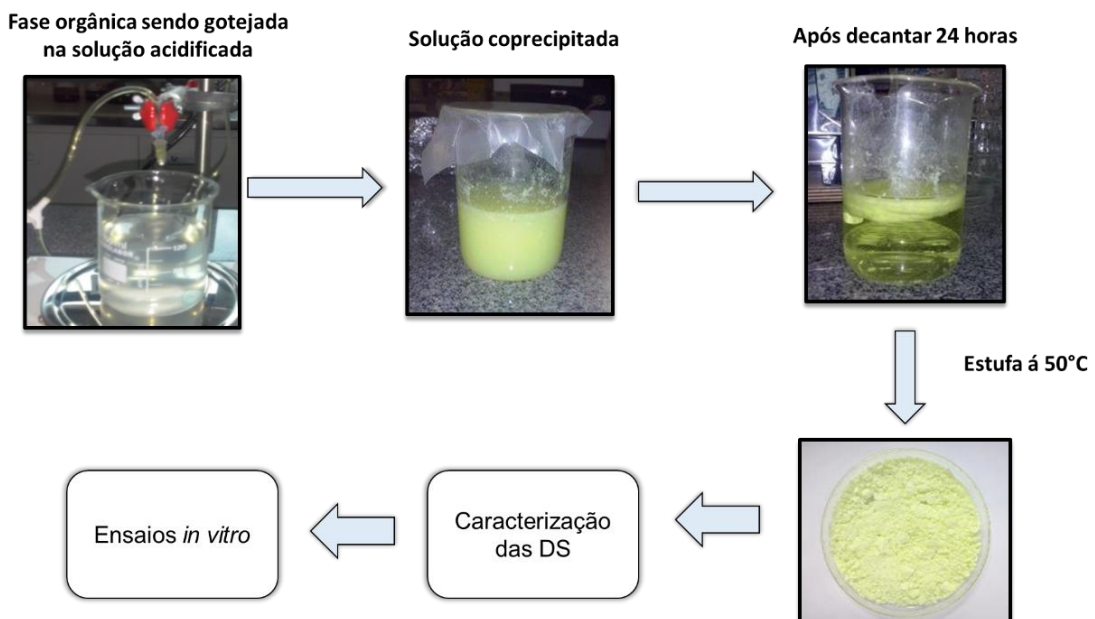 Fase orgânica sendo gotejada
na solução acidificada
Solução coprecipitada
Após decantar 24 horas
Estufa á 50°C
Caracterização
das DS
Ensaios in vitro